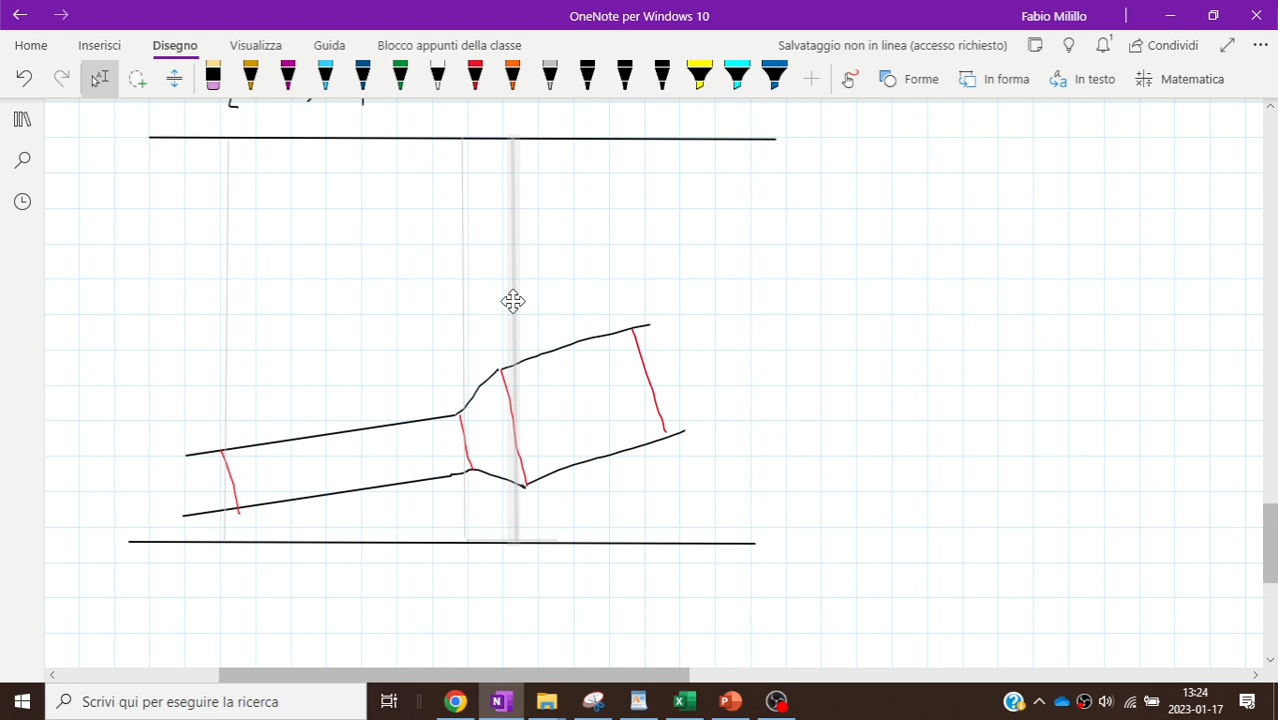 OneNote per Windows 10
Fabio Milillo
Home Inserisci Disegno Visualizza Guida Blocco appunti della classe Salvataggio non in linea (accesso riservato) 1 Condividi
Forme In forma In testo Matematica
Scrivi qui per eseguire la ricerca
13:24
2023-01-17